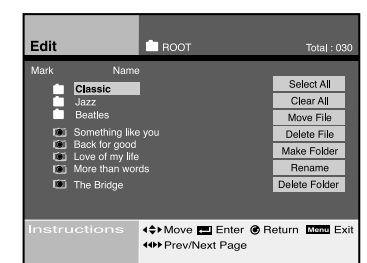 Edit
ROOT
Total : 030
Mark Name
Classic
Jazz
Beatles
Something like you
Back for good
Love of my life
More than words
The Bridge
Select All
Clear All
Move File
Delete File
Make Folder
Rename
Delete Folder
Instructions
Move Enter Return Menu Exit
Prev/Next Page